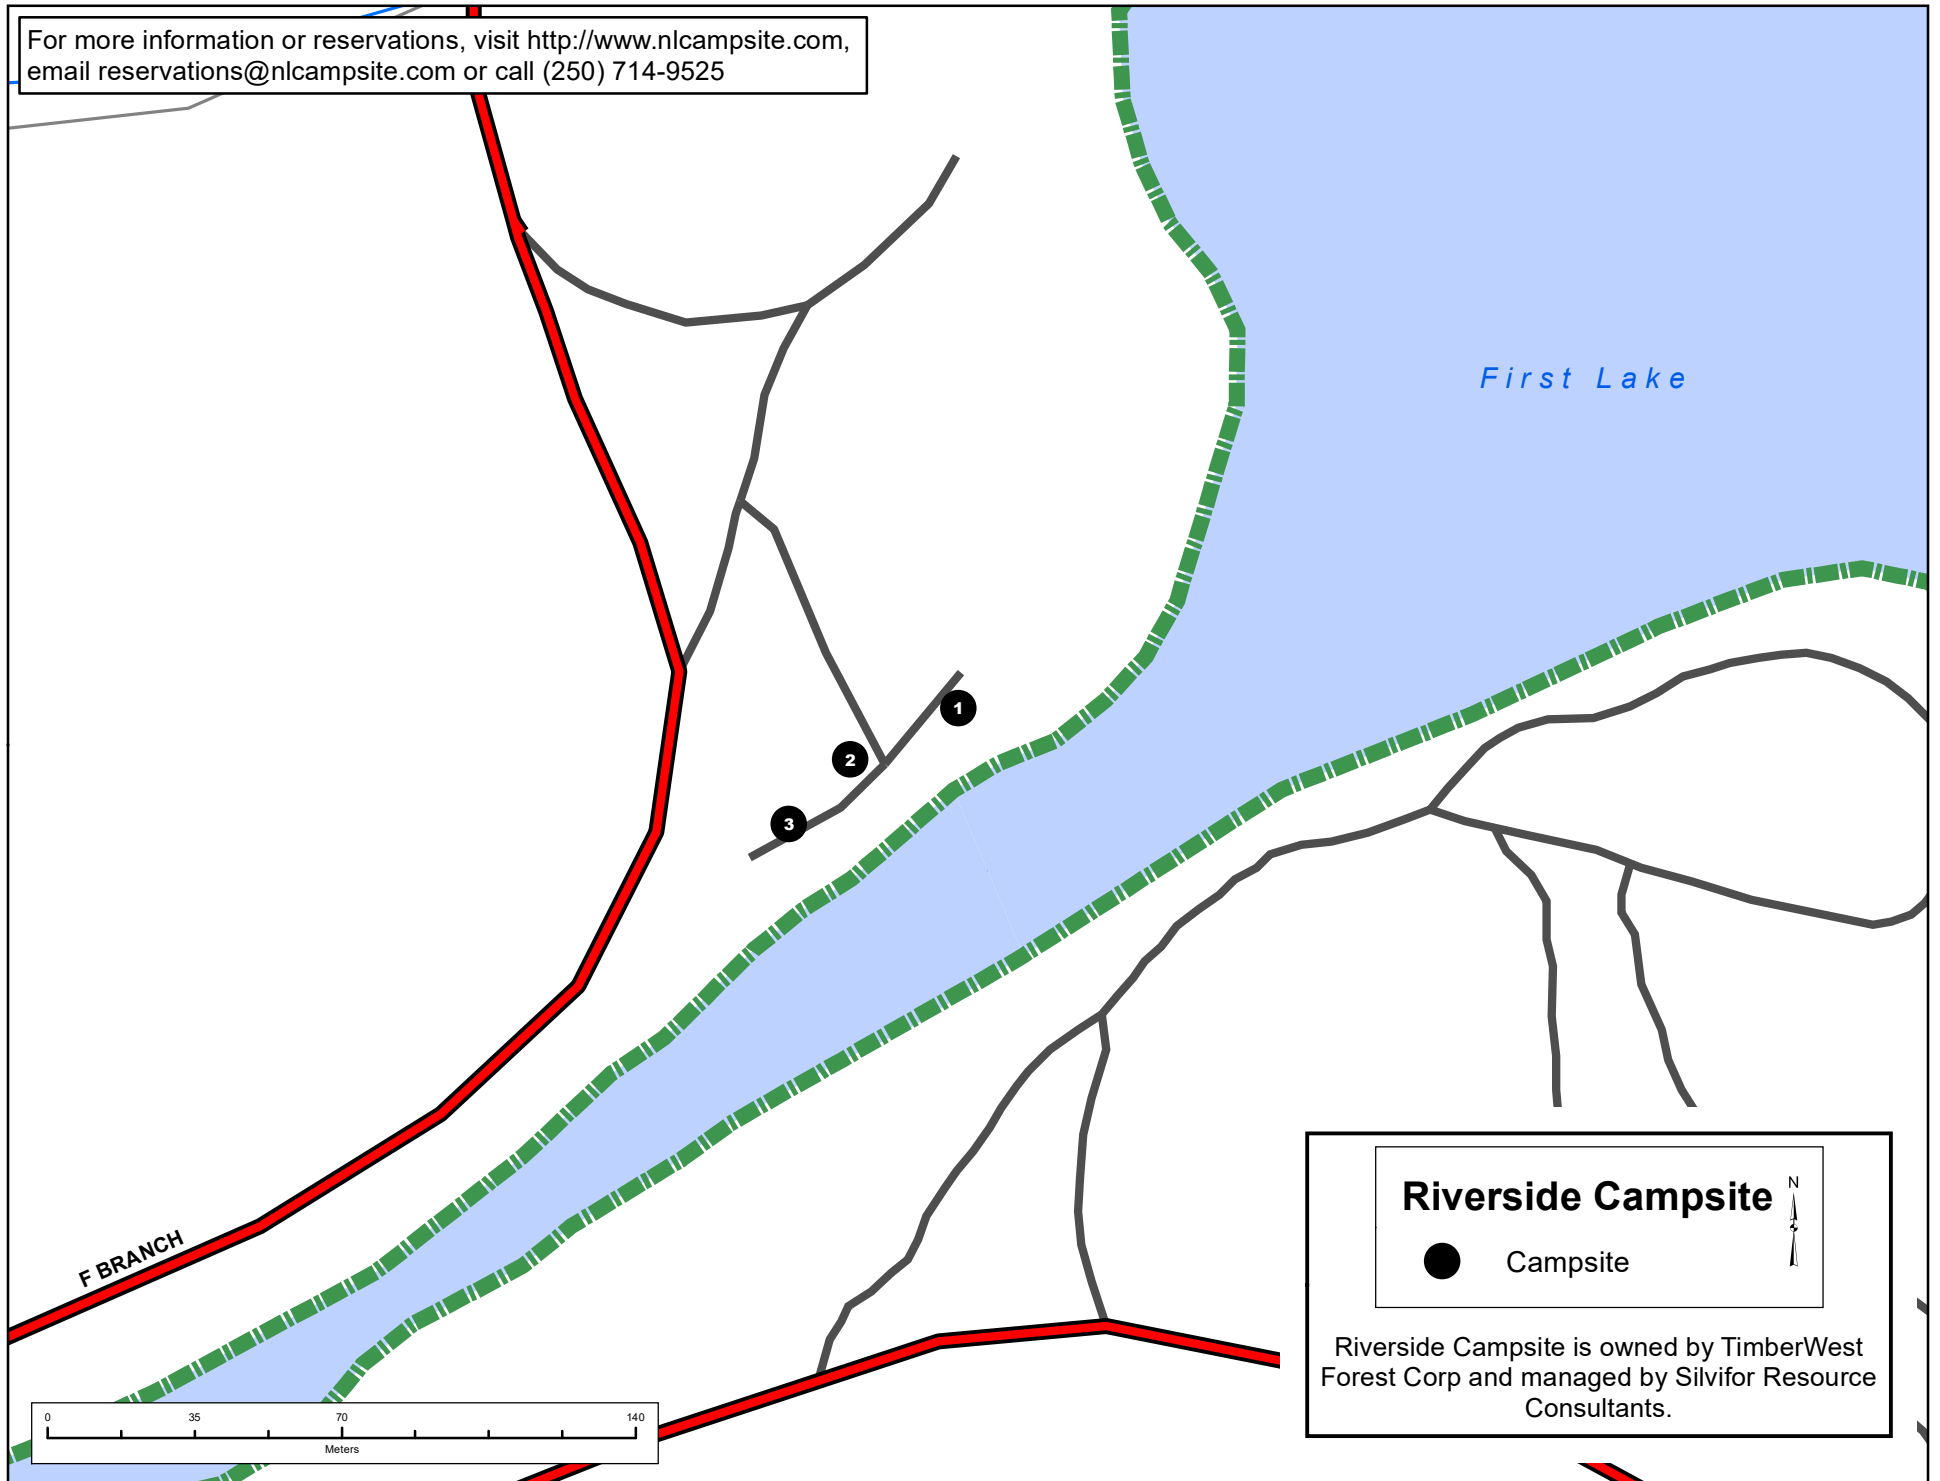 For more information or reservations, visit http://www.nlcampsite.com,
email reservations@nlcampsite.com or call (250) 714-9525
First Lake
1
2
3
F BRANCH
Riverside Campsite
N
Campsite
Riverside Campsite is owned by TimberWest
Forest Corp and managed by Silvifor Resource
Consultants.
0 35 70 140
Meters